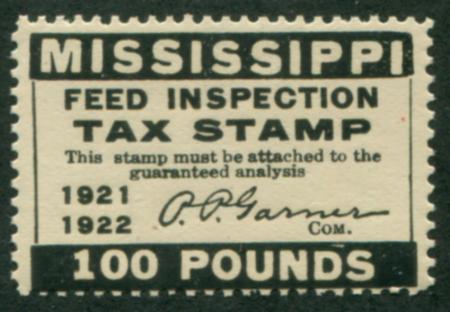 MISSISSIPPI
FEED INSPECTION
TAX STAMP
This stamp must be attached to the
guaranteed analysis
1921
1922 P. P. Garner
COM.
100 POUNDS